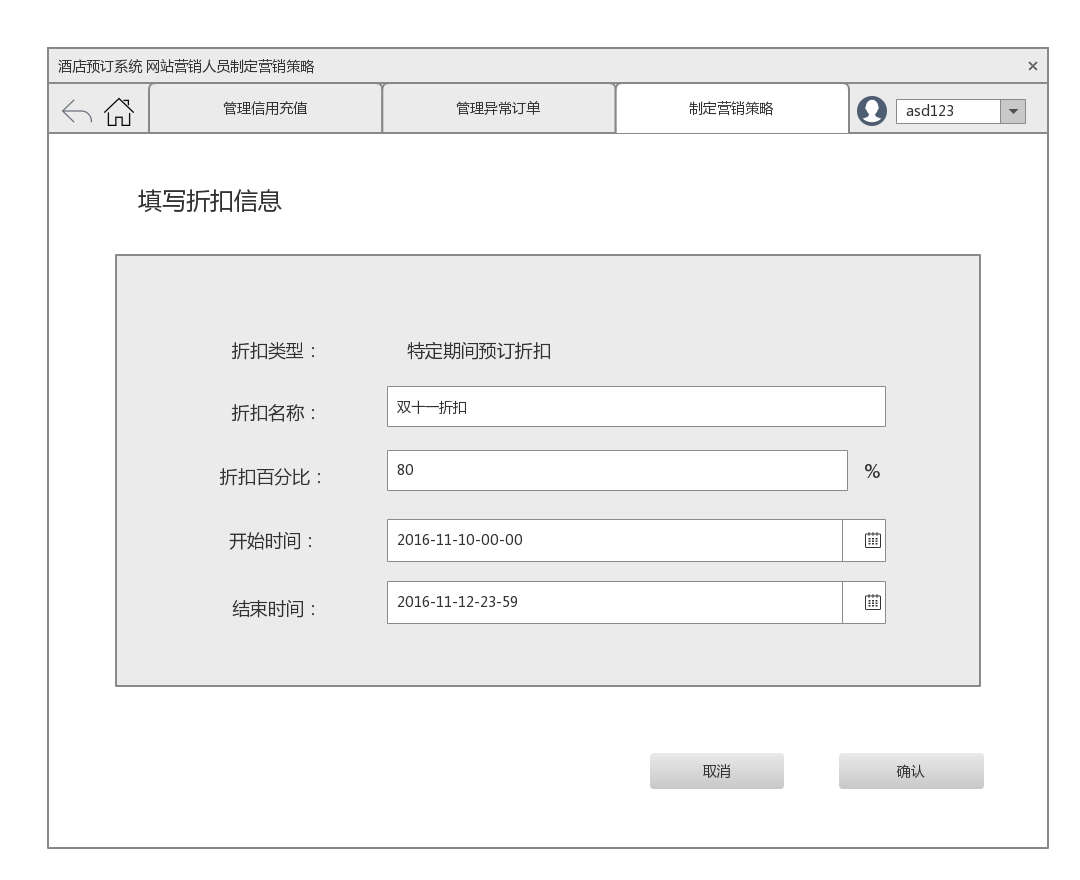 酒店预订系统 网站营销人员制定营销策略 ×
管理信用充值 管理异常订单 制定营销策略 asd123
填写折扣信息
折扣类型： 特定期间预订折扣
折扣名称： 双十一折扣
折扣百分比： 80 %
开始时间： 2016-11-10-00-00
结束时间： 2016-11-12-23-59
取消 确认